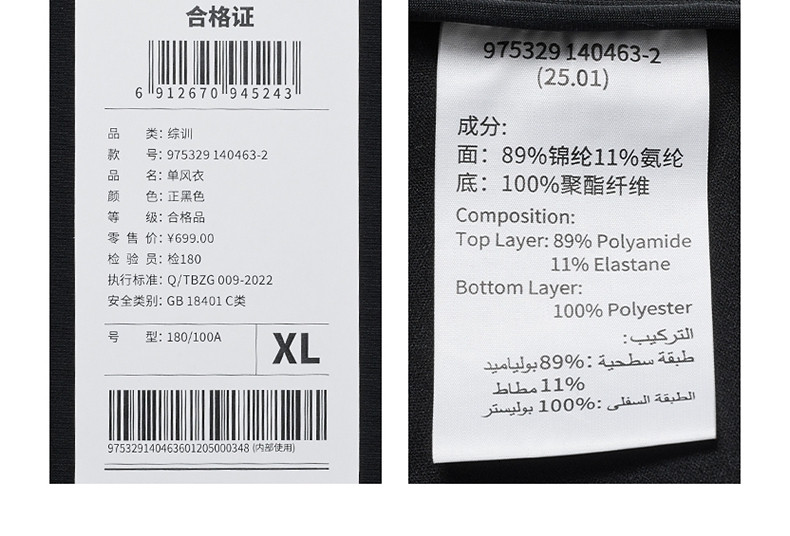 合格证
6 912670 945243
品 类: 综训
款 号: 975329 140463-2
品 名: 单风衣
颜 色: 正黑色
等 级: 合格品
零 售 价: ¥699.00
检 验 员: 检180
执行标准: Q/TBZG 009-2022
安全类别: GB 18401 C类
号 型: 180/100A
XL
975329140463601205000348 (内部使用)
975329 140463-2
(25.01)
成分:
面: 89%锦纶11%氨纶
底: 100%聚酯纤维
Composition:
Top Layer: 89% Polyamide
11% Elastane
Bottom Layer:
100% Polyester
التركيب:
طبقة سطحية: 89% بولياميد
11% مطاط
الطبقة السفلى: 100% بوليستر